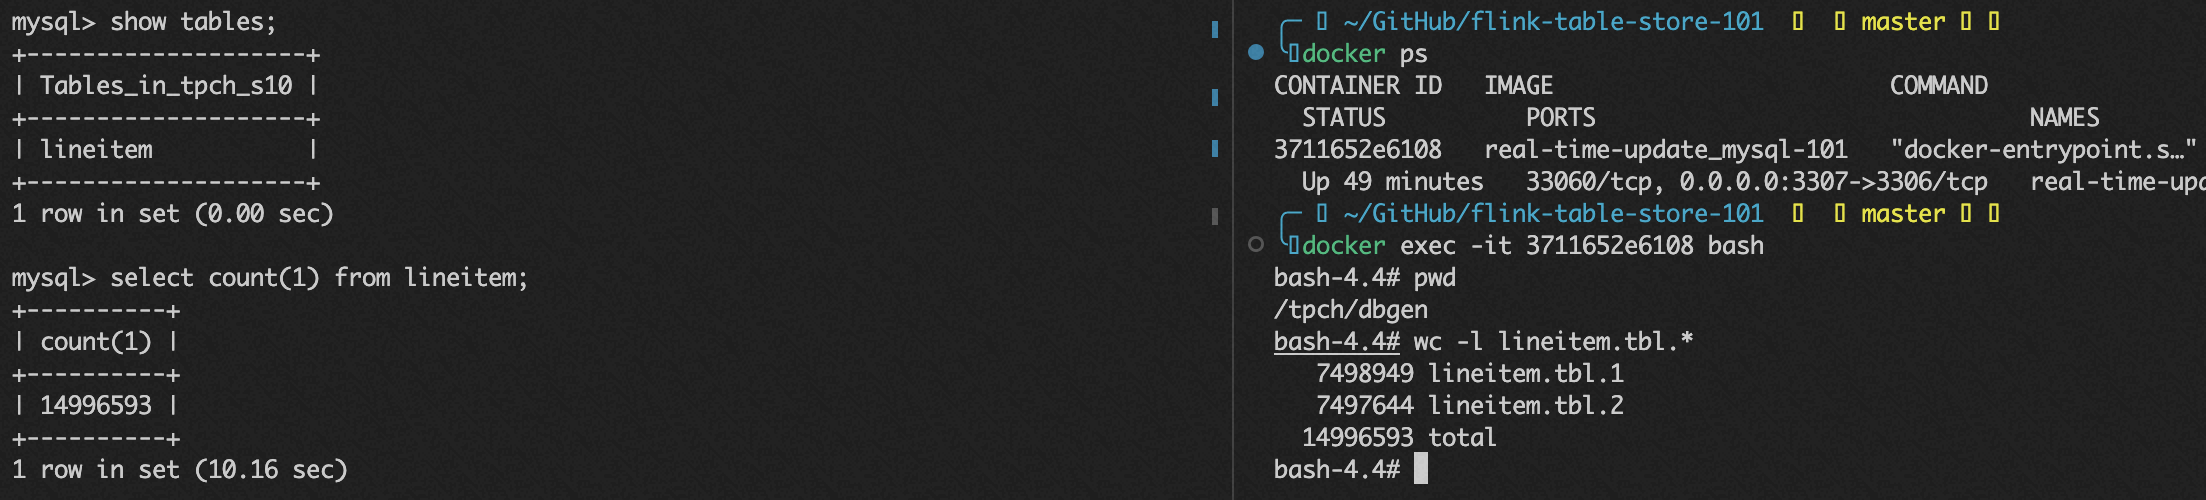 mysql> show tables;
+--------------------+
| Tables_in_tpch_s10 |
+--------------------+
| lineitem           |
+--------------------+
1 row in set (0.00 sec)

mysql> select count(1) from lineitem;
+----------+
| count(1) |
+----------+
| 14996593 |
+----------+
1 row in set (10.16 sec)

~/GitHub/flink-table-store-101 master
docker ps
CONTAINER ID   IMAGE                        COMMAND
  STATUS          PORTS                               NAMES
3711652e6108   real-time-update_mysql-101   "docker-entrypoint.s…"
  Up 49 minutes   33060/tcp, 0.0.0.0:3307->3306/tcp   real-time-upd
~/GitHub/flink-table-store-101 master
docker exec -it 3711652e6108 bash
bash-4.4# pwd
/tpch/dbgen
bash-4.4# wc -l lineitem.tbl.*
   7498949 lineitem.tbl.1
   7497644 lineitem.tbl.2
  14996593 total
bash-4.4#